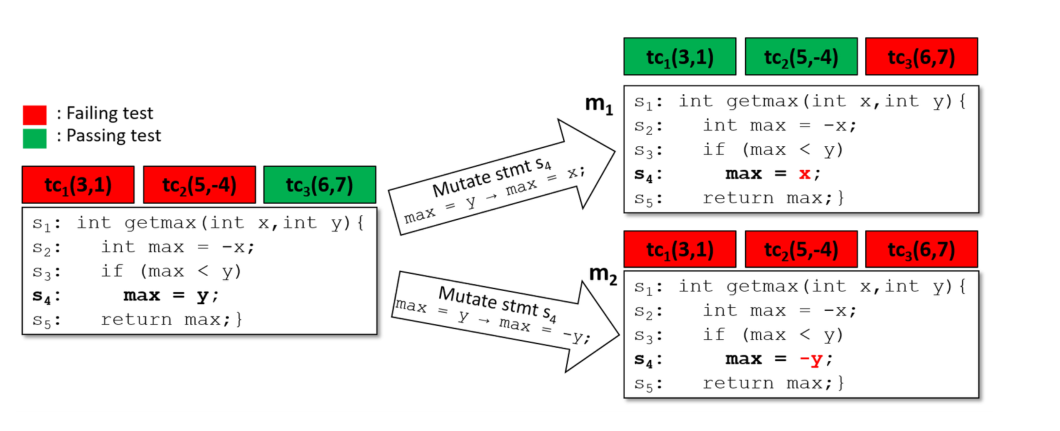 : Failing test
: Passing test
tc₁(3,1) tc₂(5,-4) tc₃(6,7)
s₁: int getmax(int x,int y){
s₂: int max = -x;
s₃: if (max < y)
s₄: max = y;
s₅: return max;}
Mutate stmt s₄
max = y → max = x;
Mutate stmt s₄
max = y → max = -y;
tc₁(3,1) tc₂(5,-4) tc₃(6,7)
m₁
s₁: int getmax(int x,int y){
s₂: int max = -x;
s₃: if (max < y)
s₄: max = x;
s₅: return max;}
tc₁(3,1) tc₂(5,-4) tc₃(6,7)
m₂
s₁: int getmax(int x,int y){
s₂: int max = -x;
s₃: if (max < y)
s₄: max = -y;
s₅: return max;}